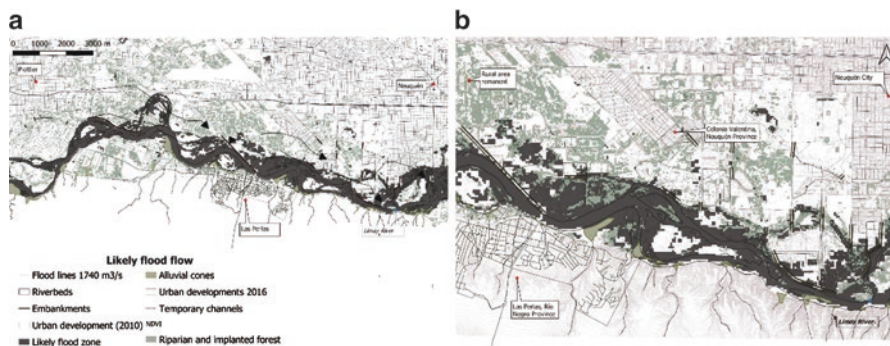 a
0 1000 2000 3000 m
Plottier
Neuquén
Las Perlas
Limay River
Likely flood flow
Flood lines 1740 m3/s
Riverbeds
Embankments
Urban development (2010) NDVI
Likely flood zone
Alluvial cones
Urban developments 2016
Temporary channels
Riparian and implanted forest
b
Rural area
remanent
Neuquén City
Colonia Valentina,
Neuquén Province
Las Perlas, Río
Negro Province
Limay River